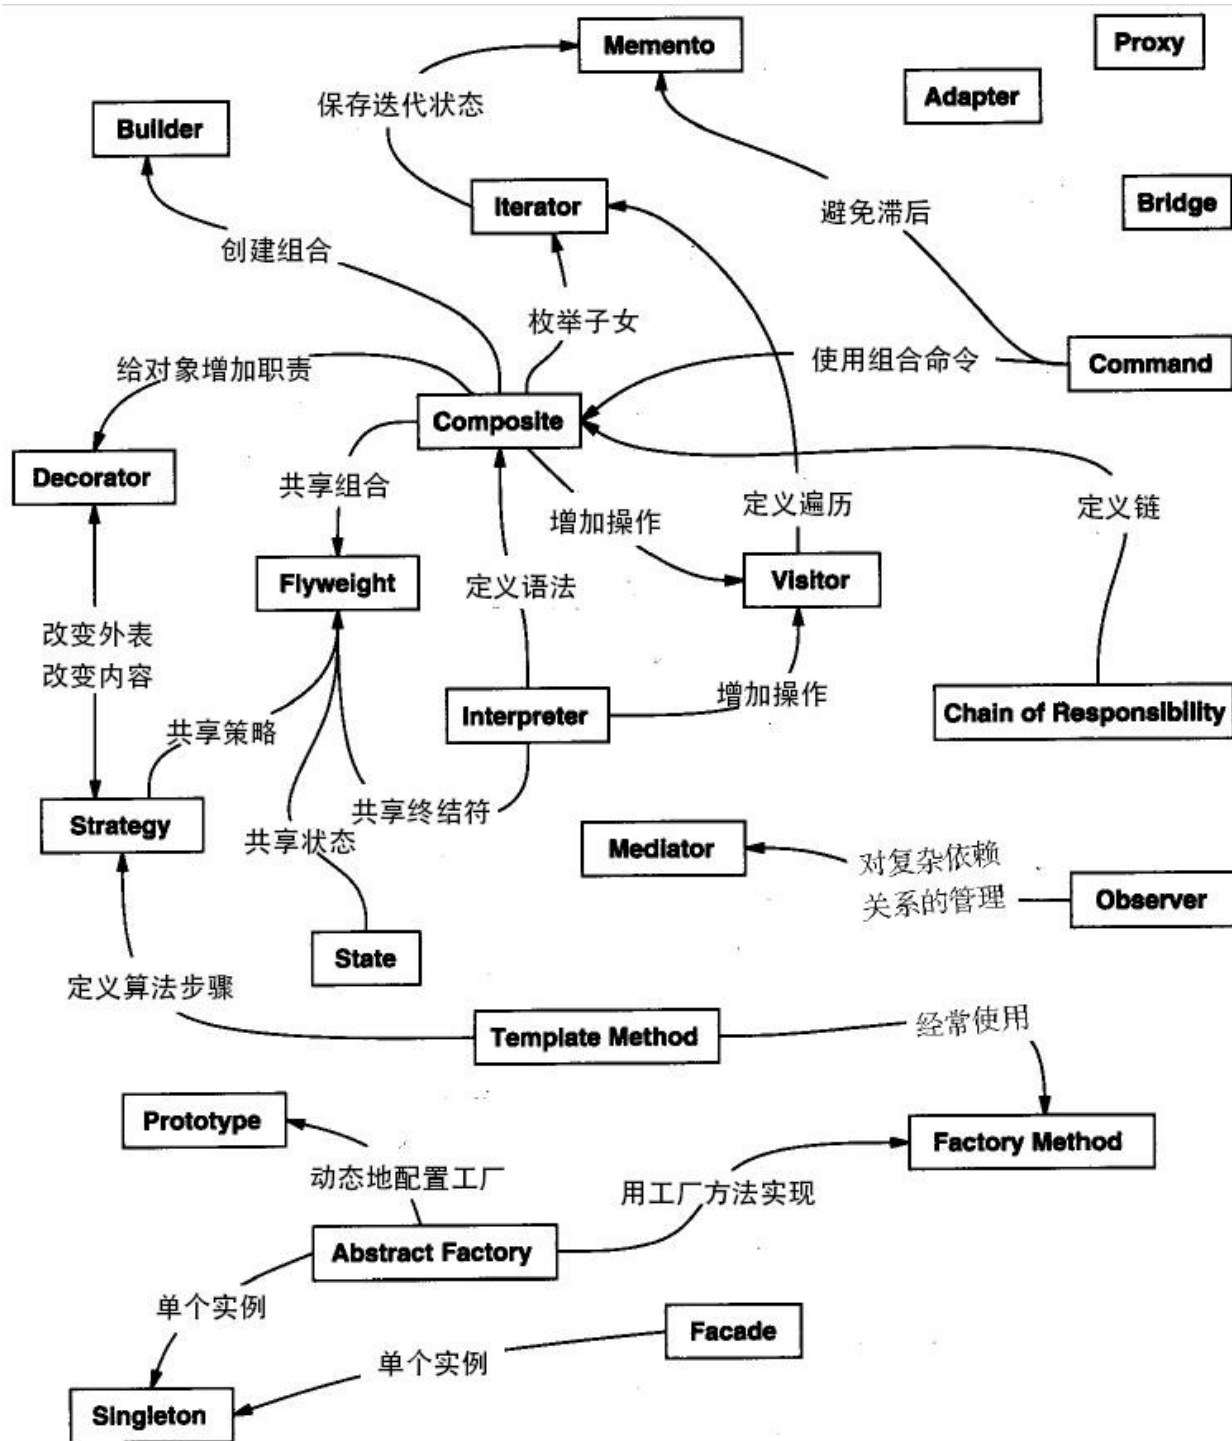 Memento
Proxy
Adapter
保存迭代状态
Builder
Iterator
Bridge
避免滞后
创建组合
枚举子女
使用组合命令
Command
给对象增加职责
Composite
Decorator
共享组合
增加操作
定义遍历
定义链
Flyweight
定义语法
Visitor
改变外表
改变内容
增加操作
Interpreter
Chain of Responsibility
共享策略
共享终结符
Strategy
共享状态
Mediator
对复杂依赖
关系的管理
Observer
State
定义算法步骤
Template Method
经常使用
Prototype
Factory Method
动态地配置工厂
用工厂方法实现
Abstract Factory
单个实例
Facade
单个实例
Singleton